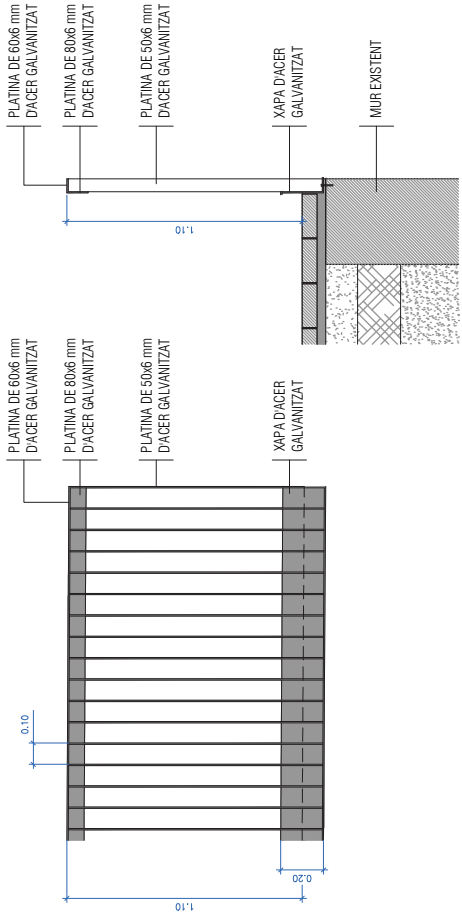 PLATINA DE 60x6 mm
D'ACER GALVANITZAT
PLATINA DE 80x6 mm
D'ACER GALVANITZAT
PLATINA DE 50x6 mm
D'ACER GALVANITZAT
XAPA D'ACER
GALVANITZAT
MUR EXISTENT
1.10
PLATINA DE 60x6 mm
D'ACER GALVANITZAT
PLATINA DE 80x6 mm
D'ACER GALVANITZAT
PLATINA DE 50x6 mm
D'ACER GALVANITZAT
XAPA D'ACER
GALVANITZAT
0.10
0.20
1.10